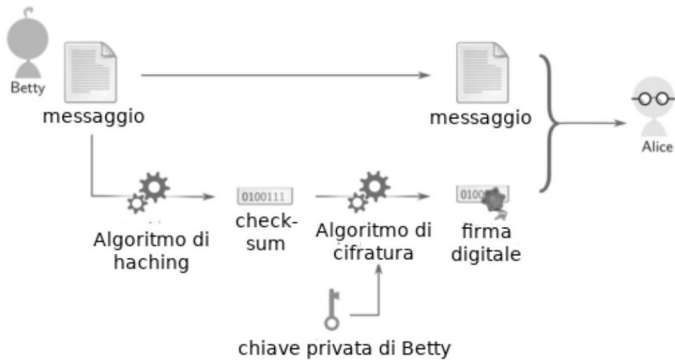 Betty
messaggio
messaggio
Alice
0100111
Algoritmo di
haching
check-
sum
Algoritmo di
cifratura
0100
firma
digitale
chiave privata di Betty